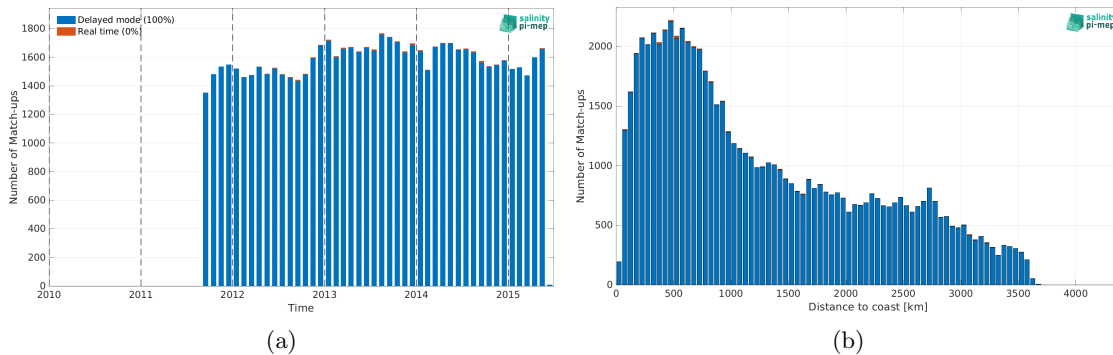 Delayed mode (100%)
Real time (0%)
salinity
pi-mep
Number of Match-ups
1800
1600
1400
1200
1000
800
600
400
200
0
2010 2011 2012 2013 2014 2015
Time
(a)
salinity
pi-mep
Number of Match-ups
2000
1500
1000
500
0
0 500 1000 1500 2000 2500 3000 3500 4000
Distance to coast [km]
(b)